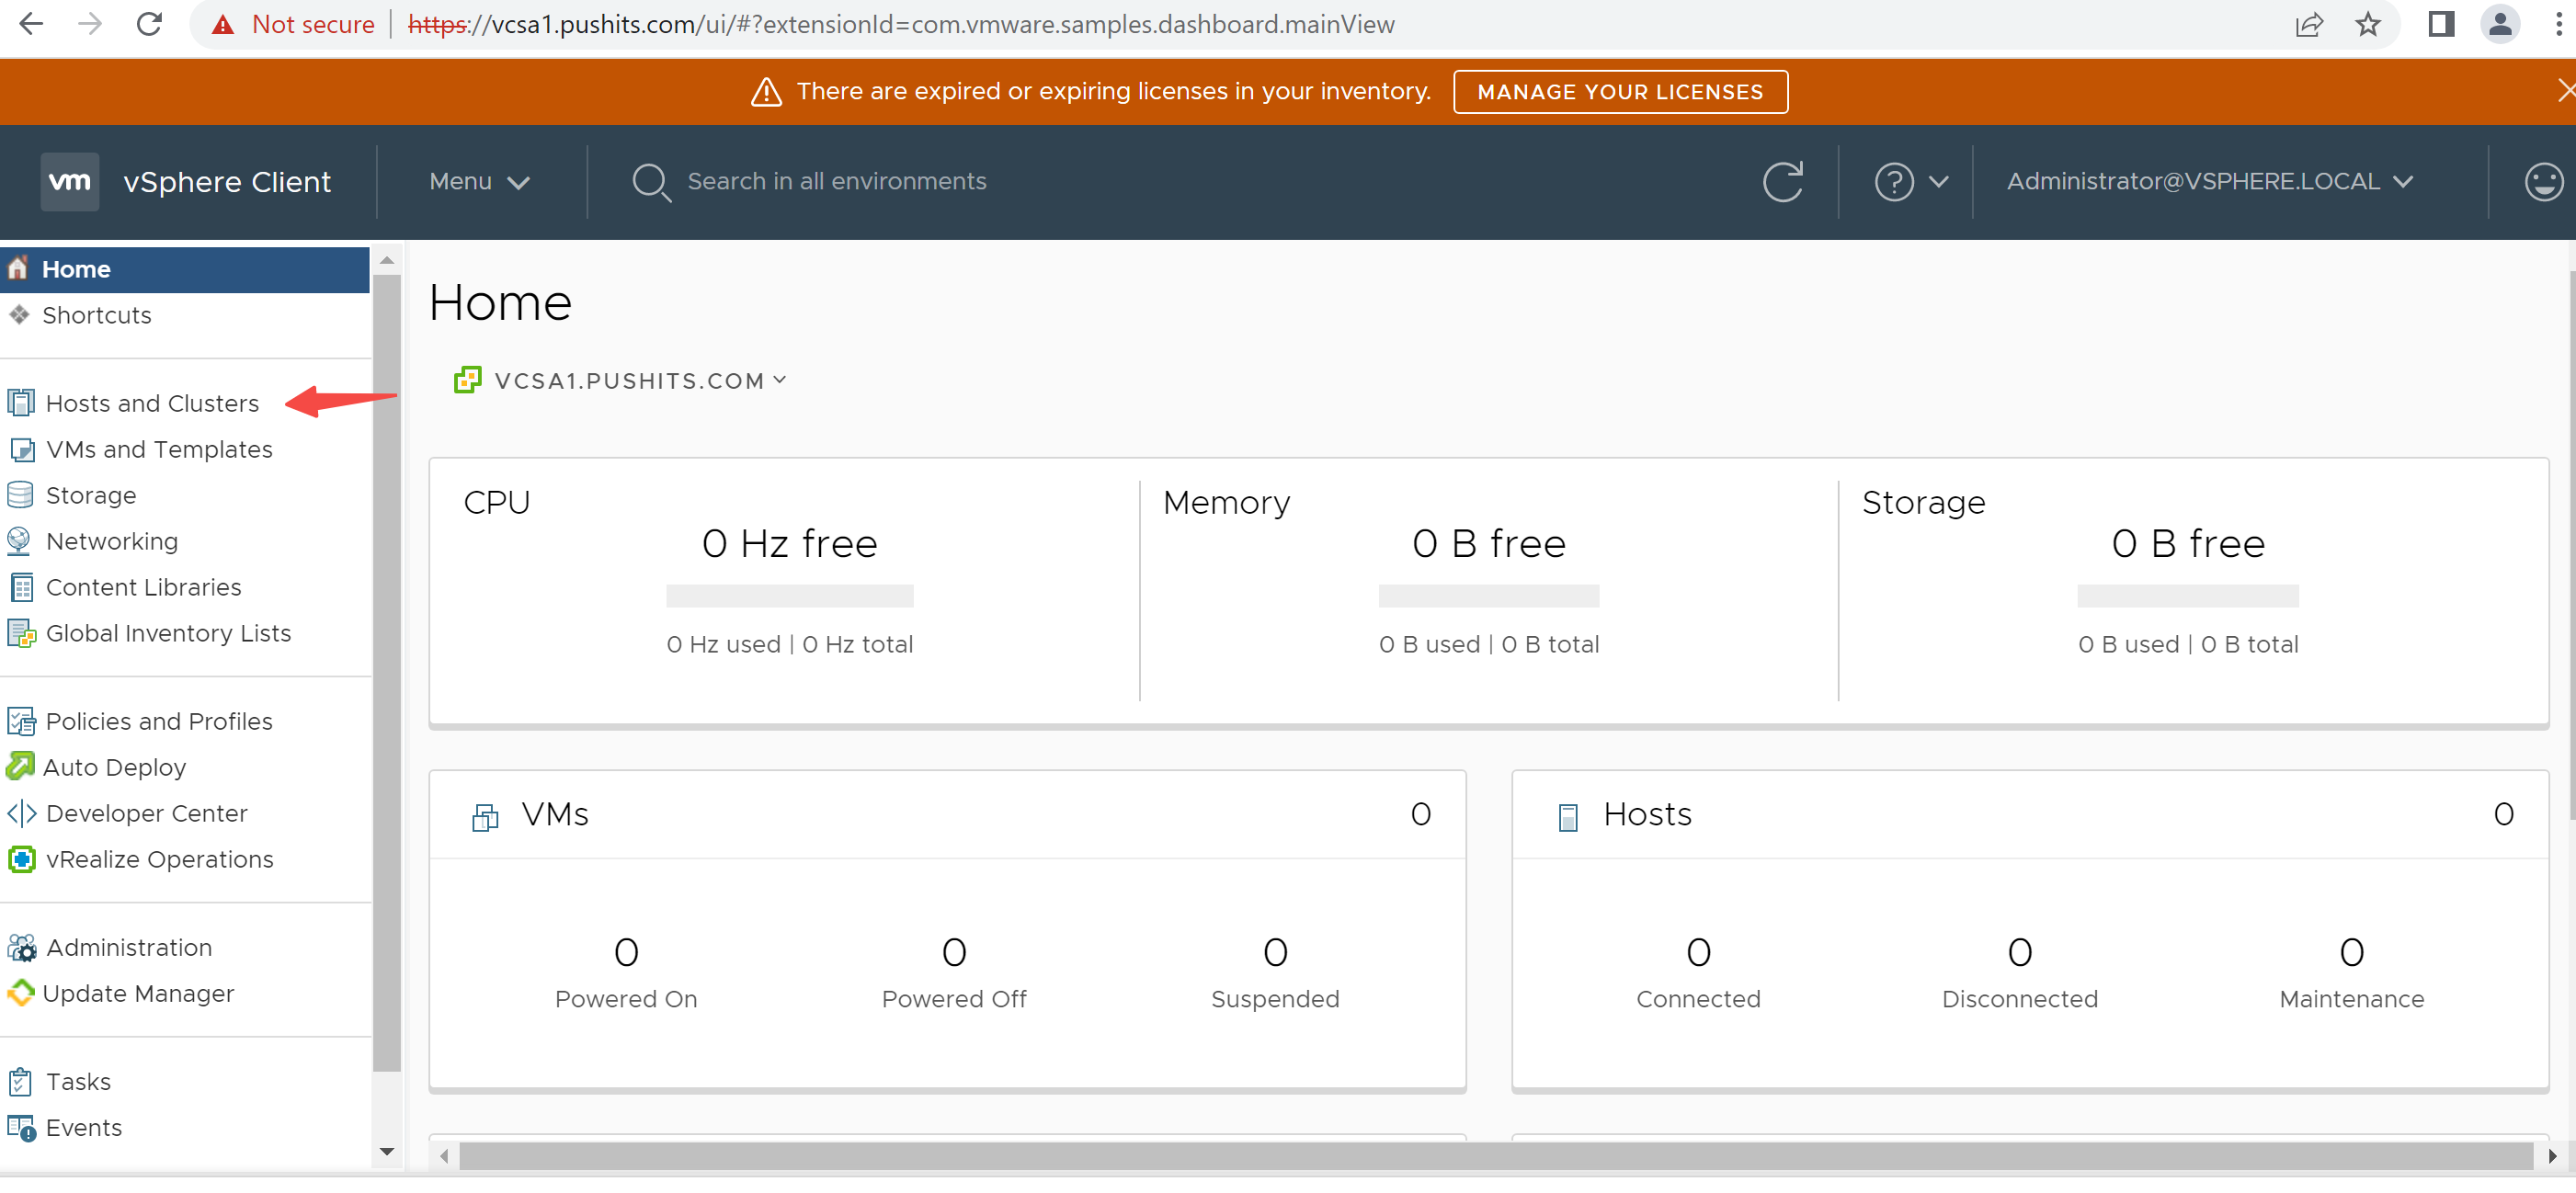 Not secure | https://vcsa1.pushits.com/ui/#?extensionId=com.vmware.samples.dashboard.mainView
There are expired or expiring licenses in your inventory. MANAGE YOUR LICENSES
vm vSphere Client Menu Search in all environments ? Administrator@VSPHERE.LOCAL
Home
Shortcuts
Hosts and Clusters
VMs and Templates
Storage
Networking
Content Libraries
Global Inventory Lists
Policies and Profiles
Auto Deploy
Developer Center
vRealize Operations
Administration
Update Manager
Tasks
Events
Home
VCSA1.PUSHITS.COM
CPU
0 Hz free
0 Hz used | 0 Hz total
Memory
0 B free
0 B used | 0 B total
Storage
0 B free
0 B used | 0 B total
VMs 0
0 0 0
Powered On Powered Off Suspended
Hosts 0
0 0 0
Connected Disconnected Maintenance